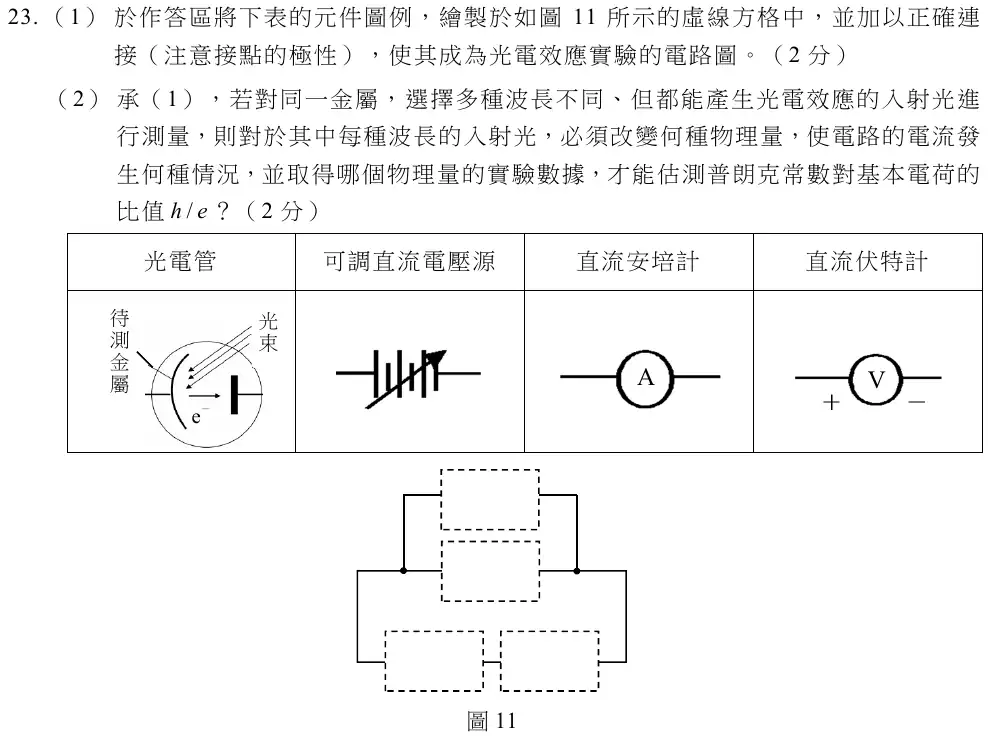 23.（1） 於作答區將下表的元件圖例，繪製於如圖 11 所示的虛線方格中，並加以正確連
接（注意接點的極性），使其成為光電效應實驗的電路圖。（2 分）
（2） 承（1），若對同一金屬，選擇多種波長不同、但都能產生光電效應的入射光進
行測量，則對於其中每種波長的入射光，必須改變何種物理量，使電路的電流發
生何種情況，並取得哪個物理量的實驗數據，才能估測普朗克常數對基本電荷的
比值 h / e？（2 分）
光電管 可調直流電壓源 直流安培計 直流伏特計
待測金屬
光束
e⁻
A
V
+ −
圖 11